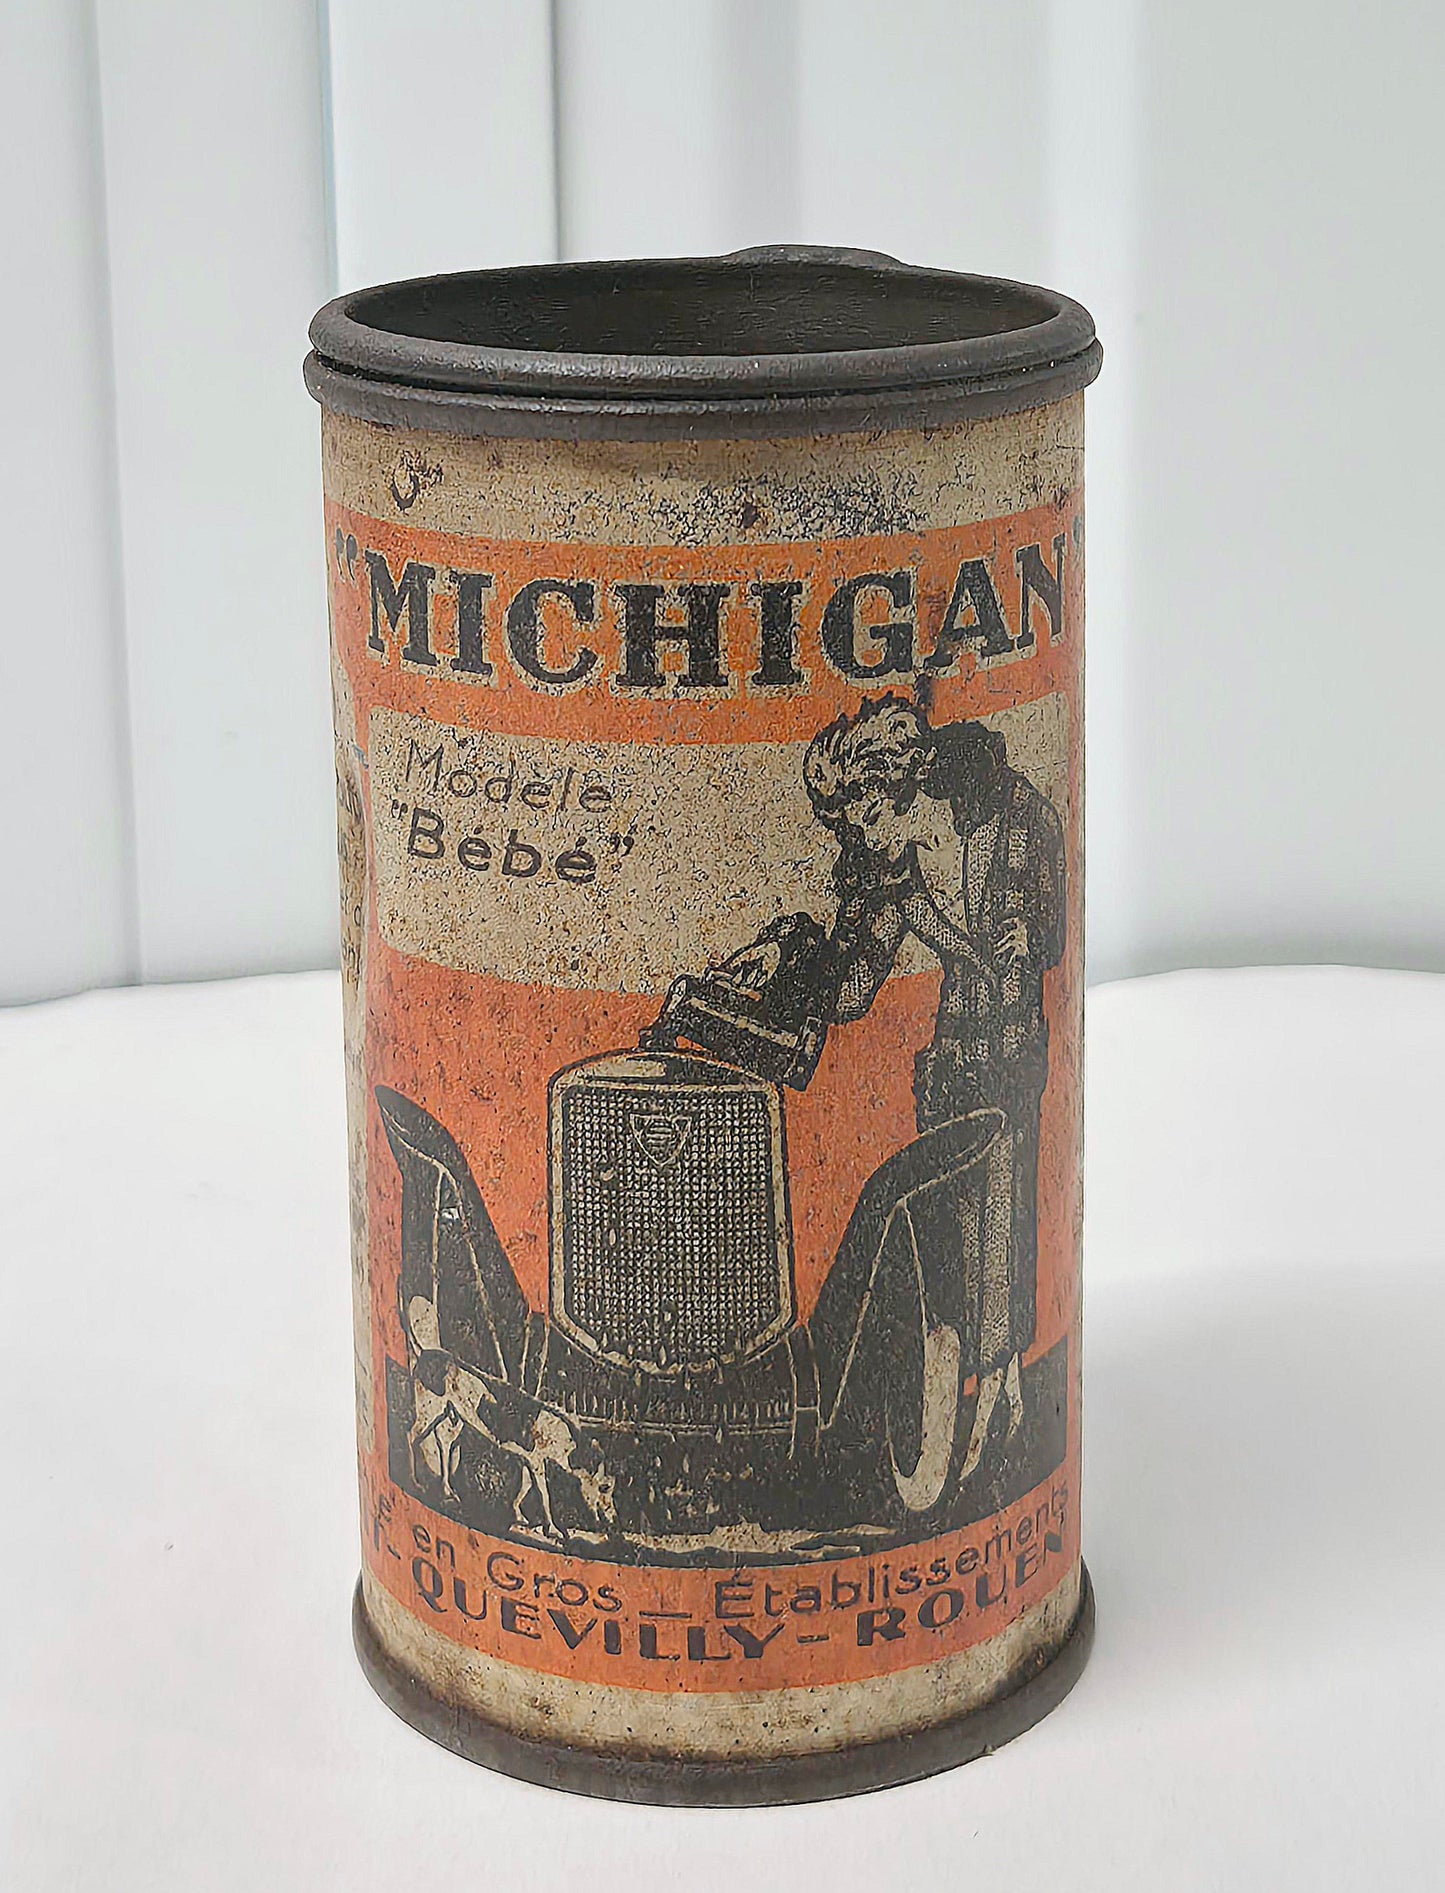 "MICHIGAN"
Modèle
"Bébé"
en Gros — Établissements
T-QUEVILLY-ROUEN